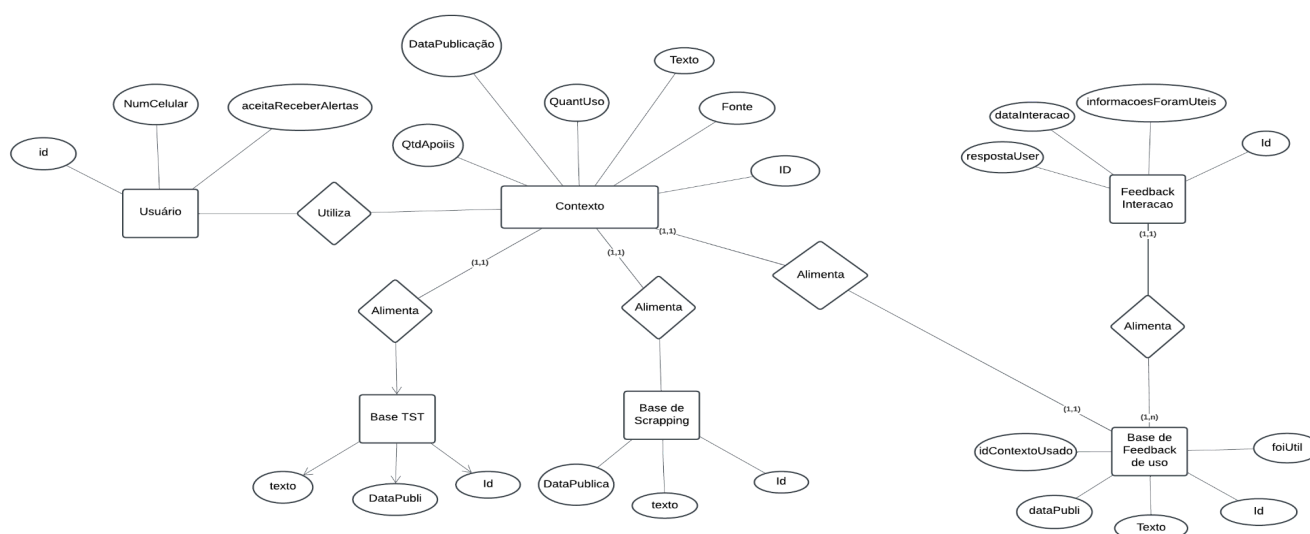 DataPublicação
Texto
NumCelular
aceitaReceberAlertas
QuantUso
Fonte
informacoesForamUteis
dataInteracao
QtdApoiis
id
ID
respostaUser
Id
Usuário
Utiliza
Contexto
Feedback
Interacao
(1,1)
(1,1)
(1,1)
(1,1)
Alimenta
Alimenta
Alimenta
Alimenta
Base TST
Base de
Scrapping
(1,1)
(1,n)
Base de
Feedback
de uso
idContextoUsado
foiUtil
texto
DataPubli
Id
DataPublica
texto
Id
dataPubli
Texto
Id